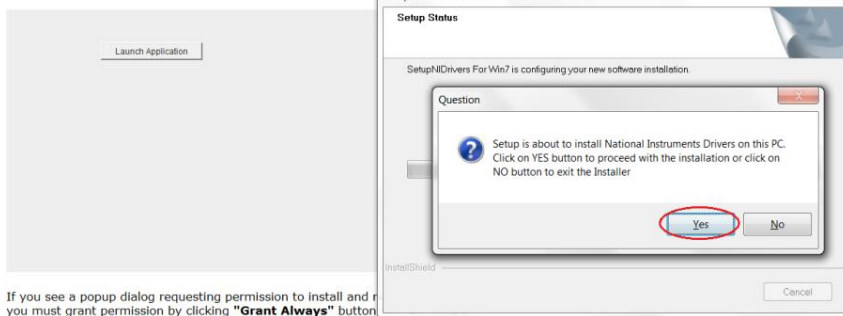 Setup Status
Launch Application
SetupNIDrivers For Win7 is configuring your new software installation.
Question
Setup is about to install National Instruments Drivers on this PC.
Click on YES button to proceed with the installation or click on
NO button to exit the Installer
Yes
No
InstallShield
Cancel
If you see a popup dialog requesting permission to install and
you must grant permission by clicking "Grant Always" button